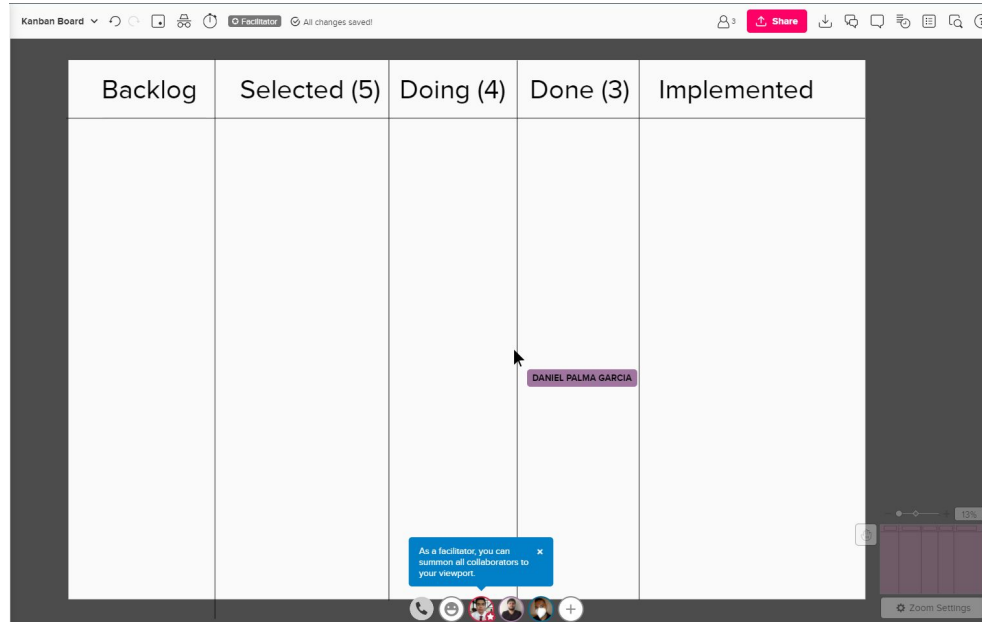 Kanban Board
Facilitator
All changes saved!
3
Share
Backlog
Selected (5)
Doing (4)
Done (3)
Implemented
DANIEL PALMA GARCIA
As a facilitator, you can
summon all collaborators to
your viewport.
13%
Zoom Settings